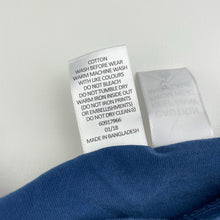 COTTON
WASH BEFORE WEAR
WARM MACHINE WASH
WITH LIKE COLOURS
DO NOT BLEACH
DO NOT TUMBLE DRY
WARM IRON INSIDE OUT
(DO NOT IRON PRINTS
OR EMBELLISHMENTS)
DO NOT DRY CLEAN
60917966
01/18
MADE IN BANGLADESH